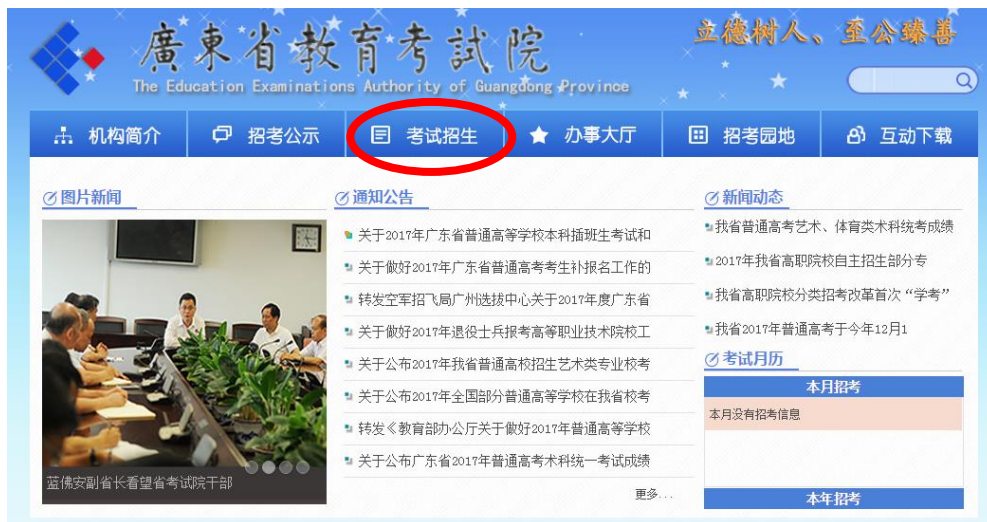 廣東省教育考試院
The Education Examinations Authority of Guangdong Province
立德树人、至公臻善
机构简介
招考公示
考试招生
办事大厅
招考园地
互动下载
图片新闻
蓝佛安副省长看望省考试院干部
通知公告
关于2017年广东省普通高等学校本科插班生考试和
关于做好2017年广东省普通高考考生补报名工作的
转发空军招飞局广州选拔中心关于2017年度广东省
关于做好2017年退役士兵报考高等职业技术院校工
关于公布2017年我省普通高校招生艺术类专业校考
关于公布2017年全国部分普通高等学校在我省校考
转发《教育部办公厅关于做好2017年普通高等学校
关于公布广东省2017年普通高考术科统一考试成绩
更多...
新闻动态
我省普通高考艺术、体育类术科统考成绩
2017年我省高职院校自主招生部分专
我省高职院校分类招考改革首次“学考”
我省2017年普通高考于今年12月1
考试月历
本月招考
本月没有招考信息
本年招考